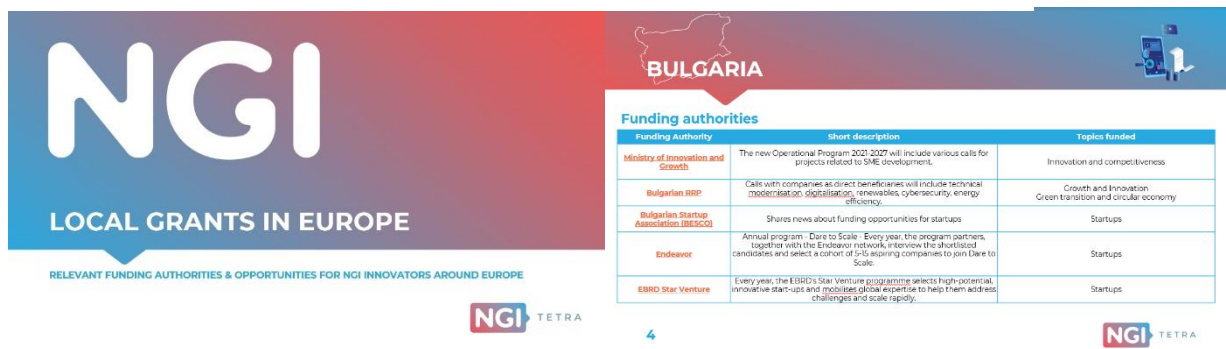 NGI
LOCAL GRANTS IN EUROPE
RELEVANT FUNDING AUTHORITIES & OPPORTUNITIES FOR NGI INNOVATORS AROUND EUROPE
NGI TETRA
BULGARIA
Funding authorities
Funding Authority Short description Topics funded
Ministry of Innovation and
Growth
The new Operational Program 2021-2027 will include various calls for
projects related to SME development.
Innovation and competitiveness
Bulgarian RRP
Calls with companies as direct beneficiaries will include technical
modernisation, digitalisation, renewables, cybersecurity, energy
efficiency.
Growth and Innovation
Green transition and circular economy
Bulgarian Startup
Association (BESCO)
Shares news about funding opportunities for startups
Startups
Endeavor
Annual program - Dare to Scale - Every year, the program partners,
together with the Endeavor network, interview the shortlisted
candidates and select a cohort of 5-15 aspiring companies to join Dare to
Scale.
Startups
EBRD Star Venture
Every year, the EBRD's Star Venture programme selects high-potential,
innovative start-ups and mobilises global expertise to help them address
challenges and scale rapidly.
Startups
4
NGI TETRA